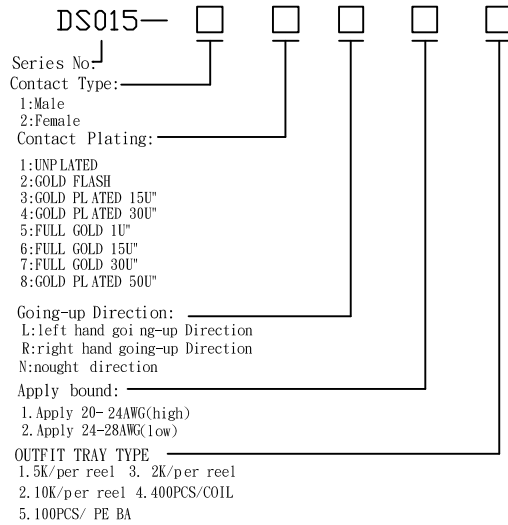 DS015—
Series No:
Contact Type:
1:Male
2:Female
Contact Plating:
1:UNPLATED
2:GOLD FLASH
3:GOLD PLATED 15U"
4:GOLD PLATED 30U"
5:FULL GOLD 1U"
6:FULL GOLD 15U"
7:FULL GOLD 30U"
8:GOLD PLATED 50U"
Going-up Direction:
L:left hand going-up Direction
R:right hand going-up Direction
N:nought direction
Apply bound:
1.Apply 20-24AWG(high)
2.Apply 24-28AWG(low)
OUTFIT TRAY TYPE
1.5K/per reel 3. 2K/per reel
2.10K/per reel 4.400PCS/COIL
5.100PCS/ PE BA